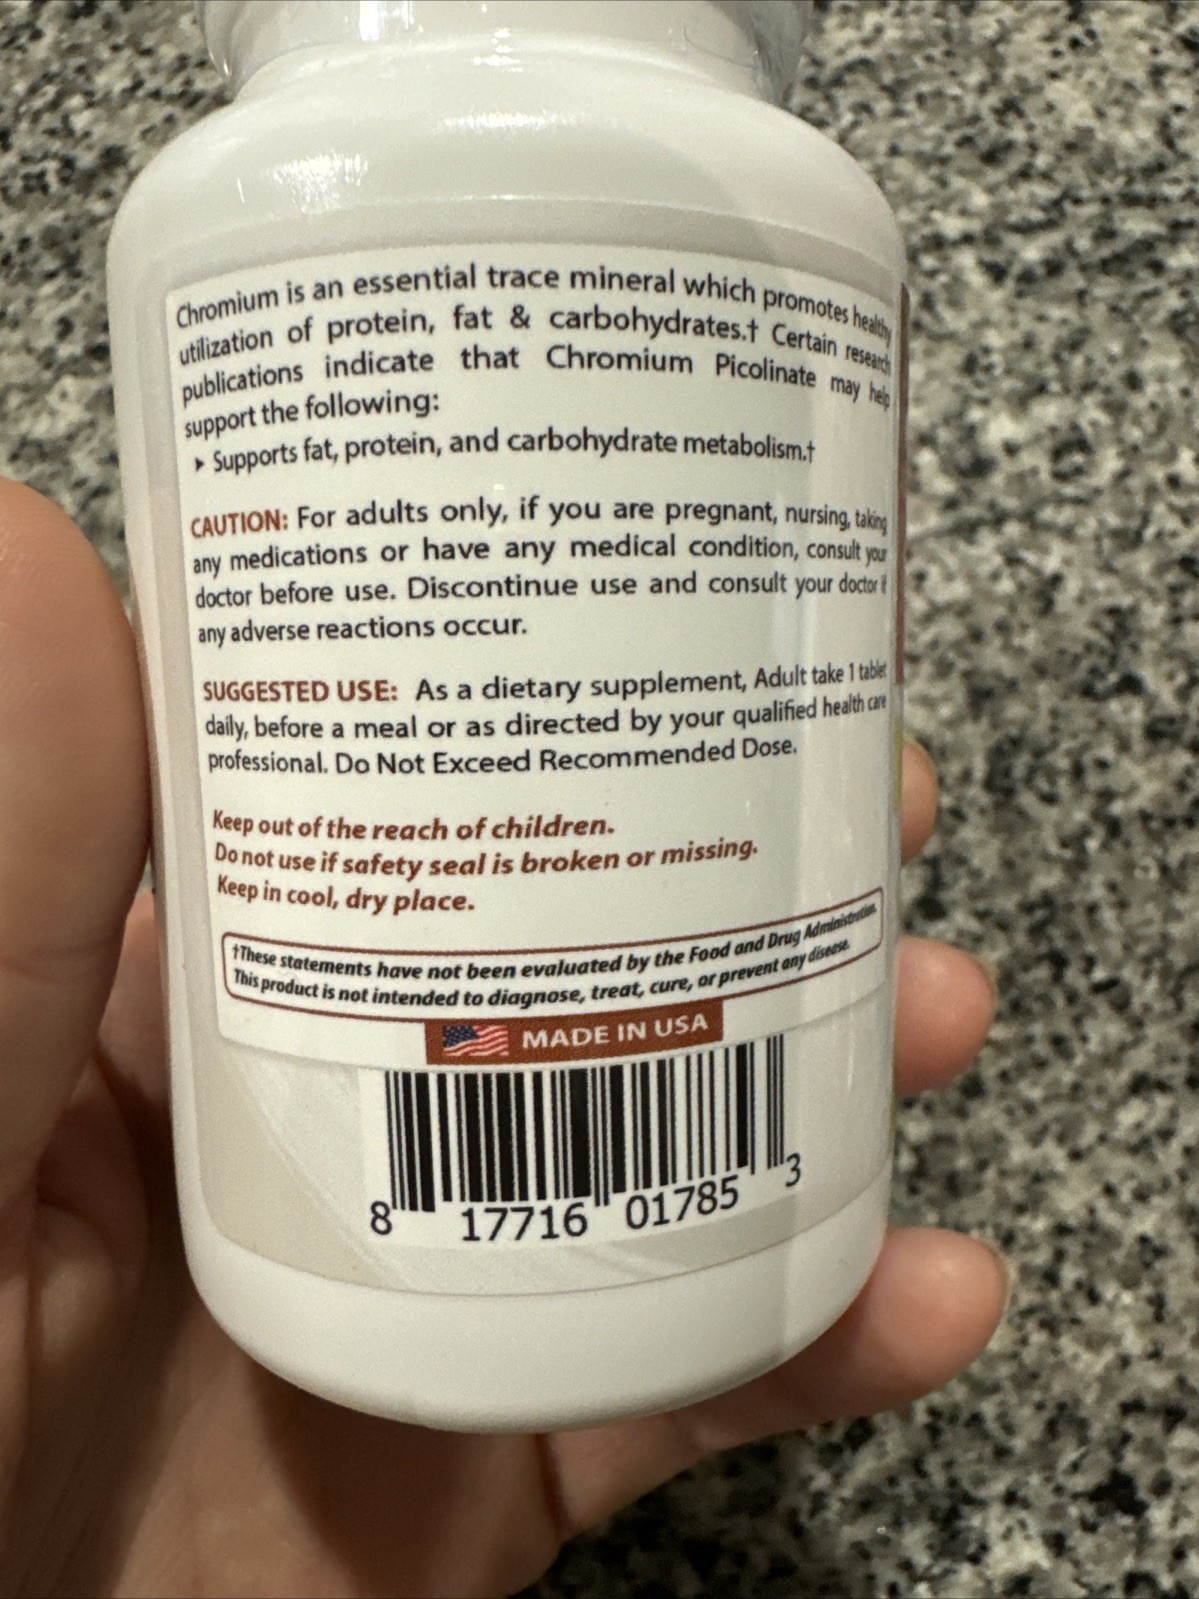 Chromium is an essential trace mineral which promotes healthy
utilization of protein, fat & carbohydrates.† Certain research
publications indicate that Chromium Picolinate may help
support the following:
‣ Supports fat, protein, and carbohydrate metabolism.†
CAUTION: For adults only, if you are pregnant, nursing, taking
any medications or have any medical condition, consult your
doctor before use. Discontinue use and consult your doctor if
any adverse reactions occur.
SUGGESTED USE: As a dietary supplement, Adult take 1 tablet
daily, before a meal or as directed by your qualified health care
professional. Do Not Exceed Recommended Dose.
Keep out of the reach of children.
Do not use if safety seal is broken or missing.
Keep in cool, dry place.
†These statements have not been evaluated by the Food and Drug Administration.
This product is not intended to diagnose, treat, cure, or prevent any disease.
MADE IN USA
8 17716 01785 3